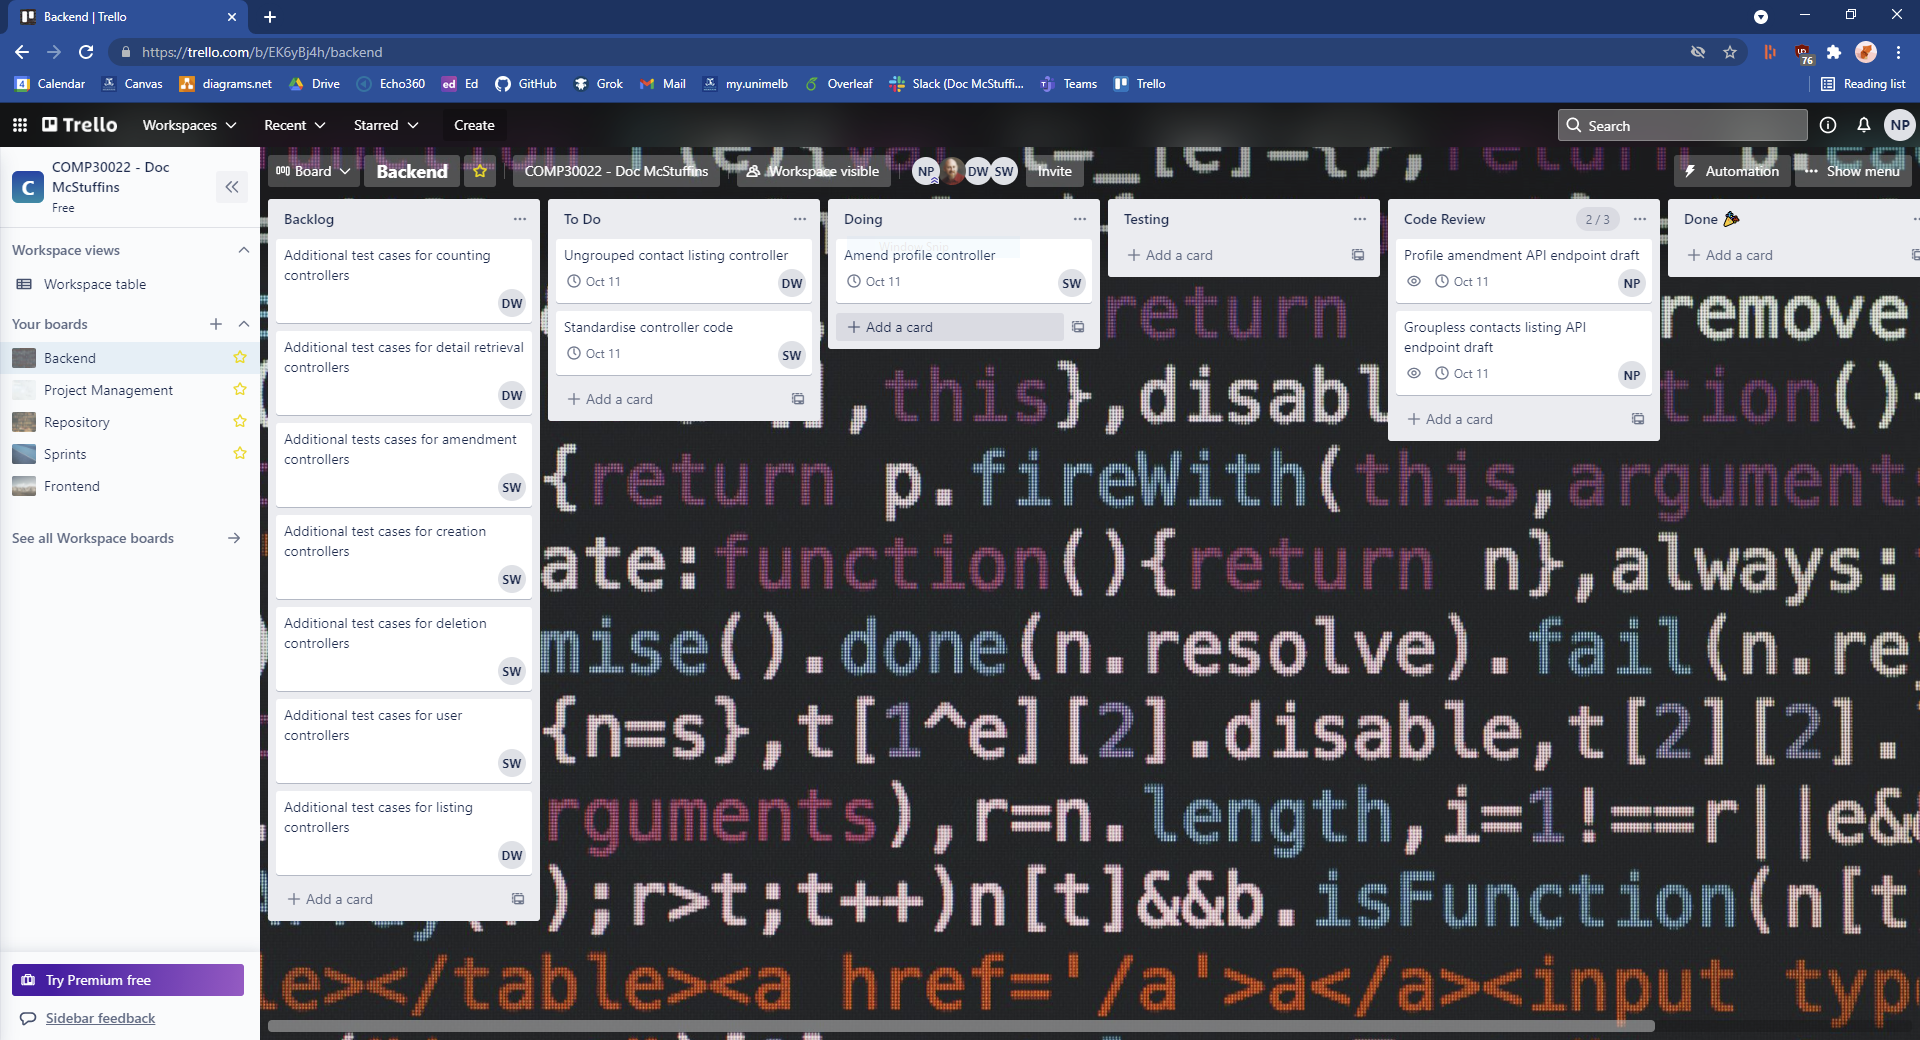 Backend | Trello
https://trello.com/b/EK6yBj4h/backend
76
Calendar
Canvas
diagrams.net
Drive
Echo360
Ed
GitHub
Grok
Mail
my.unimelb
Overleaf
Slack (Doc McStuffi...
Teams
Trello
Reading list
Trello
Workspaces
Recent
Starred
Create
Search
NP
C
COMP30022 - Doc
McStuffins
Free
Workspace views
Workspace table
Your boards
Backend
Project Management
Repository
Sprints
Frontend
See all Workspace boards
Try Premium free
Sidebar feedback
Board
Backend
COMP30022 - Doc McStuffins
Workspace visible
NP
DW
SW
Invite
Automation
Show menu
Backlog
Additional test cases for counting
controllers
DW
Additional test cases for detail retrieval
controllers
DW
Additional tests cases for amendment
controllers
SW
Additional test cases for creation
controllers
SW
Additional test cases for deletion
controllers
SW
Additional test cases for user
controllers
SW
Additional test cases for listing
controllers
DW
Add a card
To Do
Ungrouped contact listing controller
Oct 11
DW
Standardise controller code
Oct 11
SW
Add a card
Doing
Window Snip
Amend profile controller
Oct 11
SW
Add a card
Testing
Add a card
Code Review
2 / 3
Profile amendment API endpoint draft
Oct 11
NP
Groupless contacts listing API
endpoint draft
Oct 11
NP
Add a card
Done 🎉
Add a card
return
remove
,this},disabl
tion(){
{return p.fireWith(this,arguments
ate:function(){return n},always:
mise().done(n.resolve).fail(n.re
{n=s},t[1^e][2].disable,t[2][2].
rguments),r=n.length,i=1!==r||e&
);r>t;t++)n[t]&&b.isFunction(n[t
le></table><a href='/a'>a</a><input type